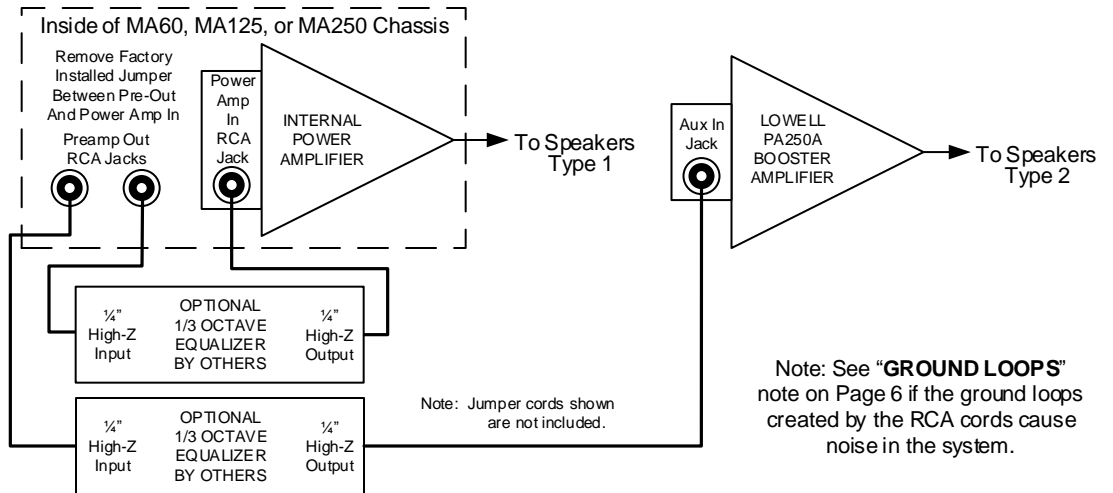 Inside of MA60, MA125, or MA250 Chassis
Remove Factory
Installed Jumper
Between Pre-Out
And Power Amp In
Preamp Out
RCA Jacks
Power
Amp
In
RCA
Jack
INTERNAL
POWER
AMPLIFIER
To Speakers
Type 1
Aux In
Jack
LOWELL
PA250A
BOOSTER
AMPLIFIER
To Speakers
Type 2
¼”
High-Z
Input
OPTIONAL
1/3 OCTAVE
EQUALIZER
BY OTHERS
¼”
High-Z
Output
¼”
High-Z
Input
OPTIONAL
1/3 OCTAVE
EQUALIZER
BY OTHERS
¼”
High-Z
Output
Note: Jumper cords shown
are not included.
Note: See “GROUND LOOPS”
note on Page 6 if the ground loops
created by the RCA cords cause
noise in the system.